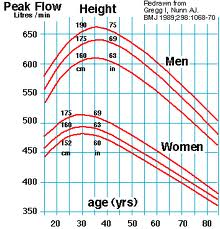 Peak Flow
Litres / min
Height
Redrawn from
Gregg I, Nunn AJ.
BMJ 1989;298:1068-70
650
600
550
500
450
400
350
190 75
175 69
160 63
cm in
Men
175 69
160 63
152 60
cm in
Women
age (yrs)
15 20 30 40 50 60 70 80